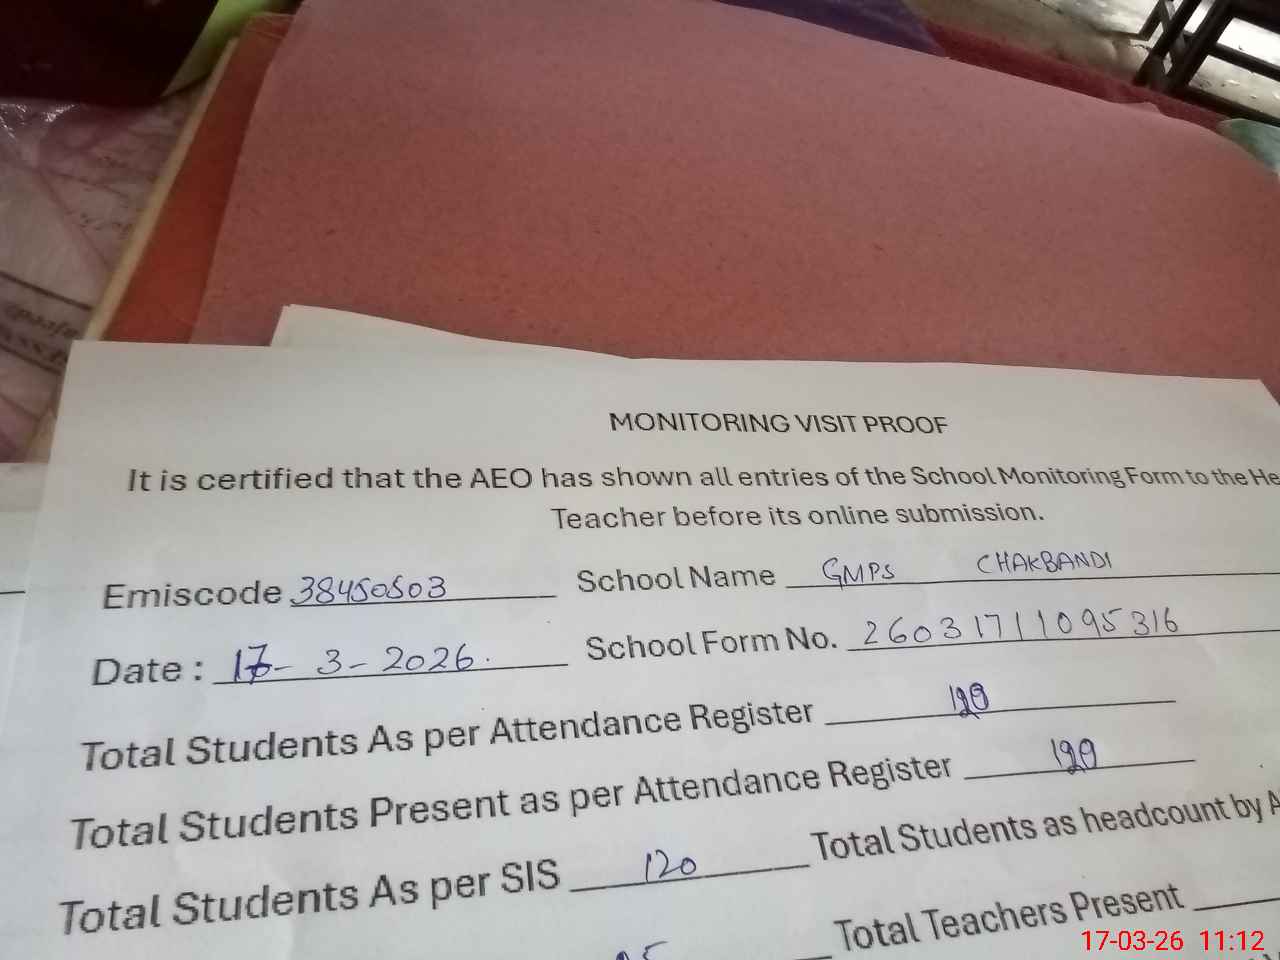 MONITORING VISIT PROOF
It is certified that the AEO has shown all entries of the School Monitoring Form to the He
Teacher before its online submission.
Emiscode 38450503 School Name GMPS CHAKBANDI
Date : 17- 3-2026. School Form No. 26031711095316
Total Students As per Attendance Register
Total Students Present as per Attendance Register
Total Students As per SIS 120 Total Students as headcount by A
Total Teachers Present
17-03-26 11:12